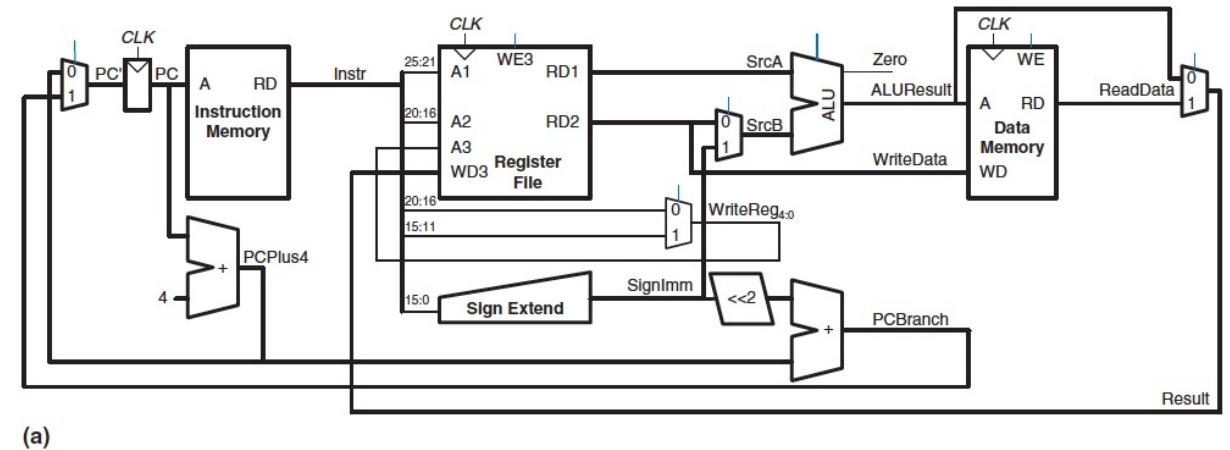 CLK
CLK
CLK
0
1
PC'
PC
A
RD
Instruction
Memory
Instr
25:21
20:16
A1
A2
A3
WD3
WE3
RD1
RD2
Register
File
SrcA
0
1
SrcB
ALU
Zero
ALUResult
WriteData
WE
A
RD
Data
Memory
WD
ReadData
0
1
20:16
15:11
0
1
WriteReg4:0
+
4
PCPlus4
15:0
Sign Extend
SignImm
<<2
+
PCBranch
Result
(a)